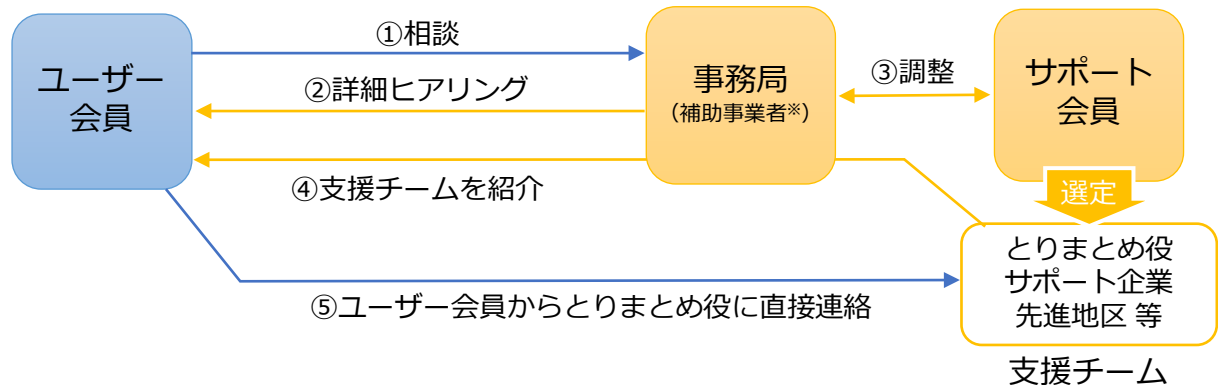 ①相談
ユーザー
会員
②詳細ヒアリング
事務局
(補助事業者※)
③調整
サポート
会員
④支援チームを紹介
選定
とりまとめ役
サポート企業
先進地区 等
⑤ユーザー会員からとりまとめ役に直接連絡
支援チーム